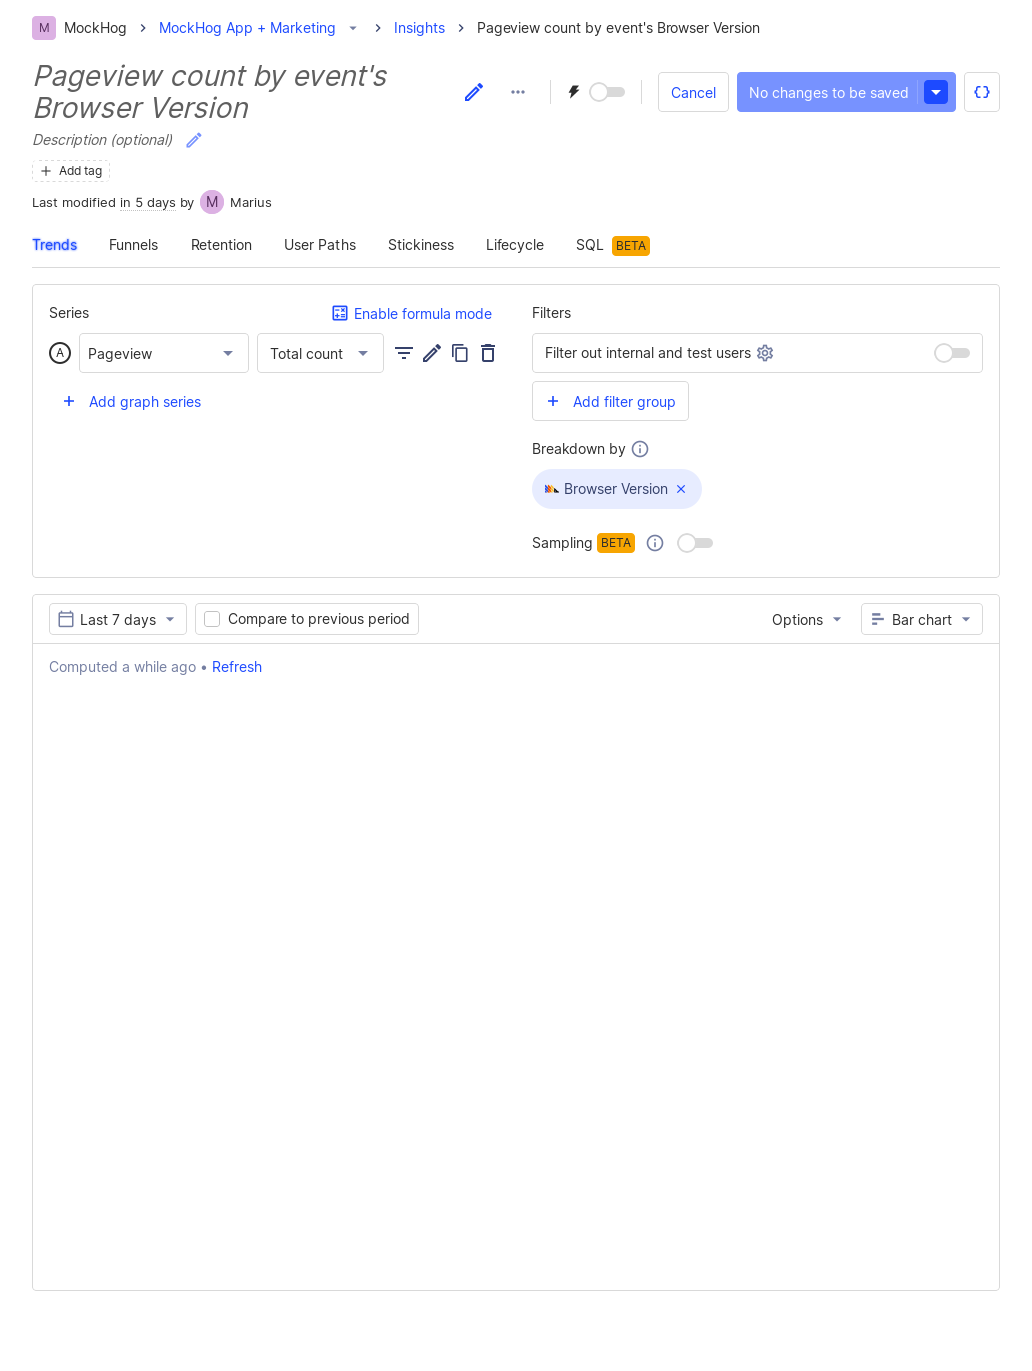 M MockHog MockHog App + Marketing Insights Pageview count by event's Browser Version
Pageview count by event's
Browser Version
Cancel No changes to be saved
Description (optional)
Add tag
Last modified in 5 days by M Marius
Trends Funnels Retention User Paths Stickiness Lifecycle SQL BETA
Series Enable formula mode
A Pageview Total count
Add graph series
Filters
Filter out internal and test users
Add filter group
Breakdown by
Browser Version
Sampling BETA
Last 7 days Compare to previous period Options Bar chart
Computed a while ago • Refresh